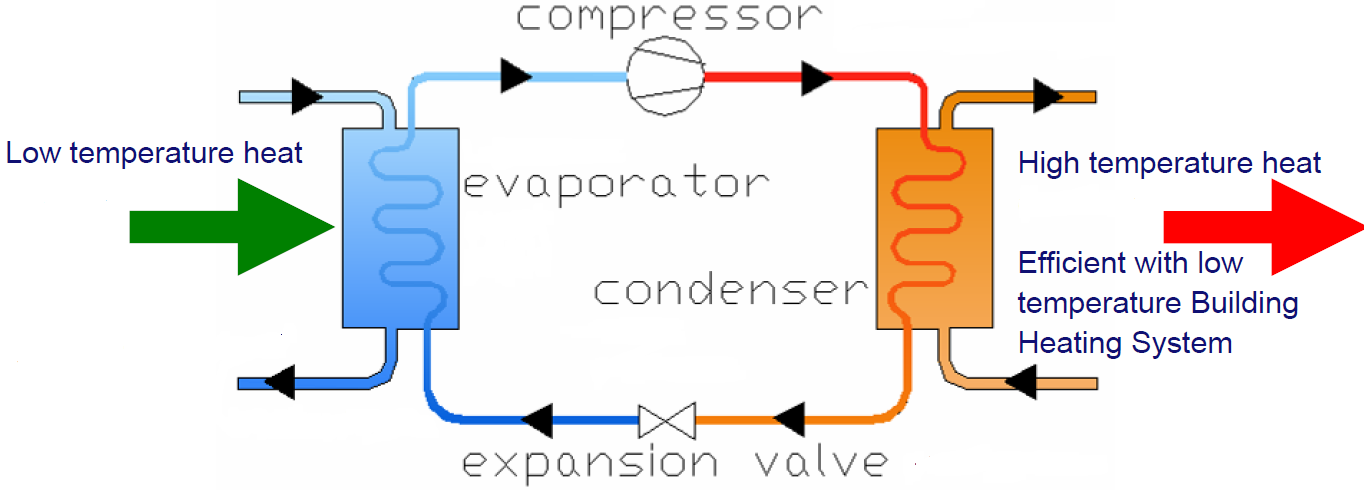 compressor
Low temperature heat
evaporator
High temperature heat
condenser
Efficient with low
temperature Building
Heating System
expansion valve